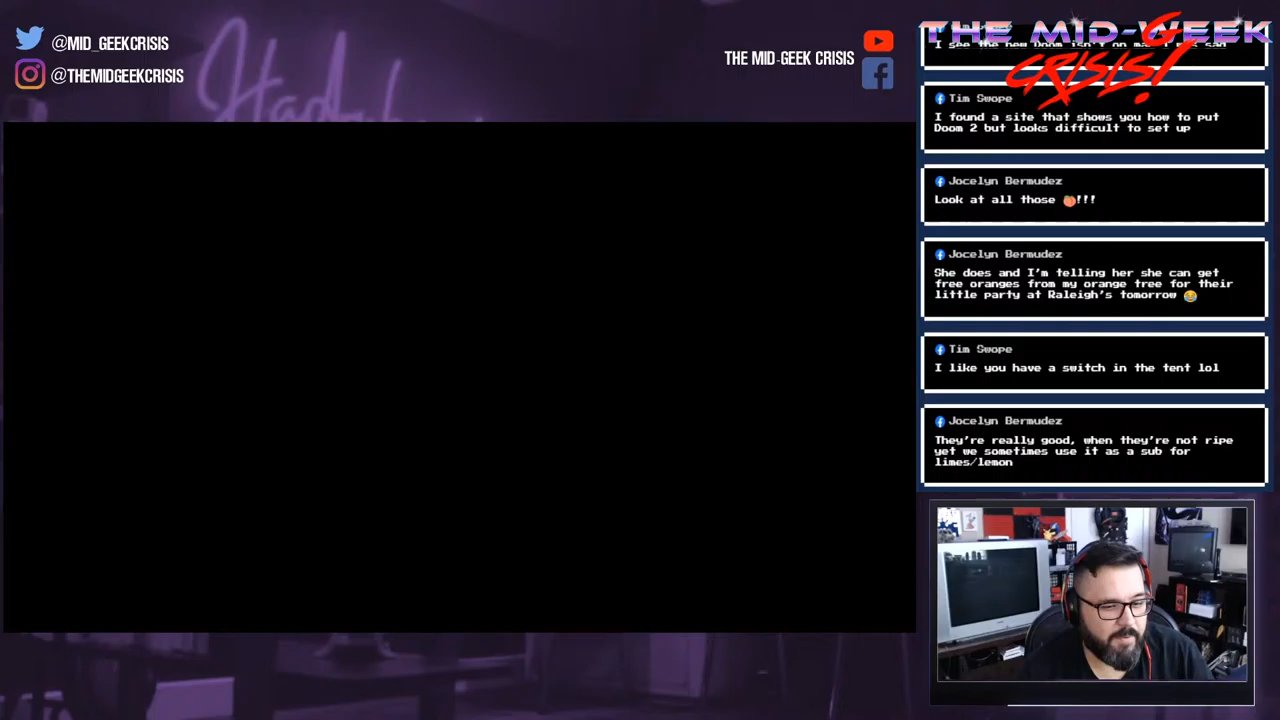 @MID_GEEKCRISIS
@THEMIDGEEKCRISIS
THE MID-GEEK CRISIS
THE MID-GEEK
CRISIS!
Tim Swope
I found a site that shows you how to put
Doom 2 but looks difficult to set up
Jocelyn Bermudez
Look at all those 🍑!!!
Jocelyn Bermudez
She does and I'm telling her she can get
free oranges from my orange tree for their
little party at Raleigh's tomorrow 😂
Tim Swope
I like you have a switch in the tent lol
Jocelyn Bermudez
They're really good, when they're not ripe
yet we sometimes use it as a sub for
limes/lemon